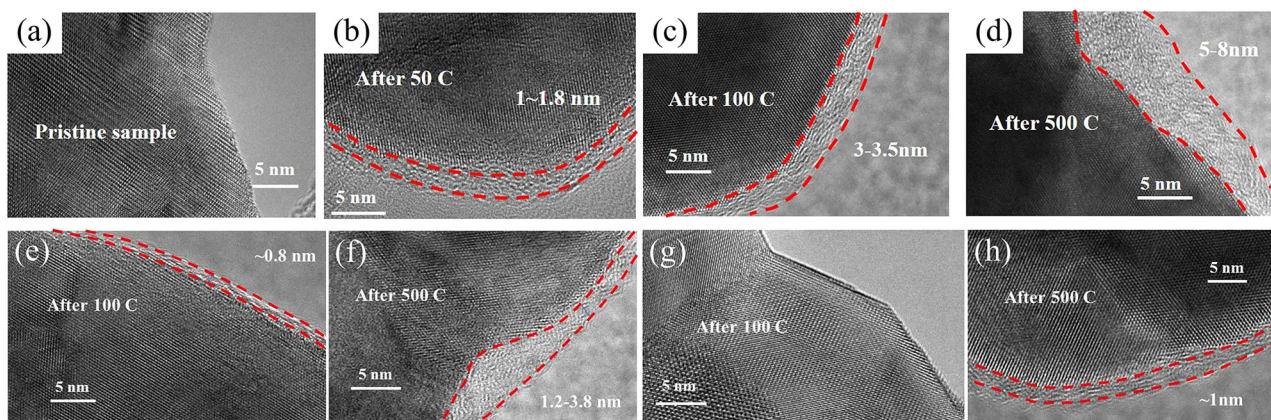 (a)
Pristine sample
5 nm
(b)
After 50 C
1~1.8 nm
5 nm
(c)
After 100 C
3-3.5nm
5 nm
(d)
5-8nm
After 500 C
5 nm
(e)
~0.8 nm
After 100 C
5 nm
(f)
After 500 C
5 nm
1.2-3.8 nm
(g)
After 100 C
5 nm
(h)
5 nm
After 500 C
~1nm